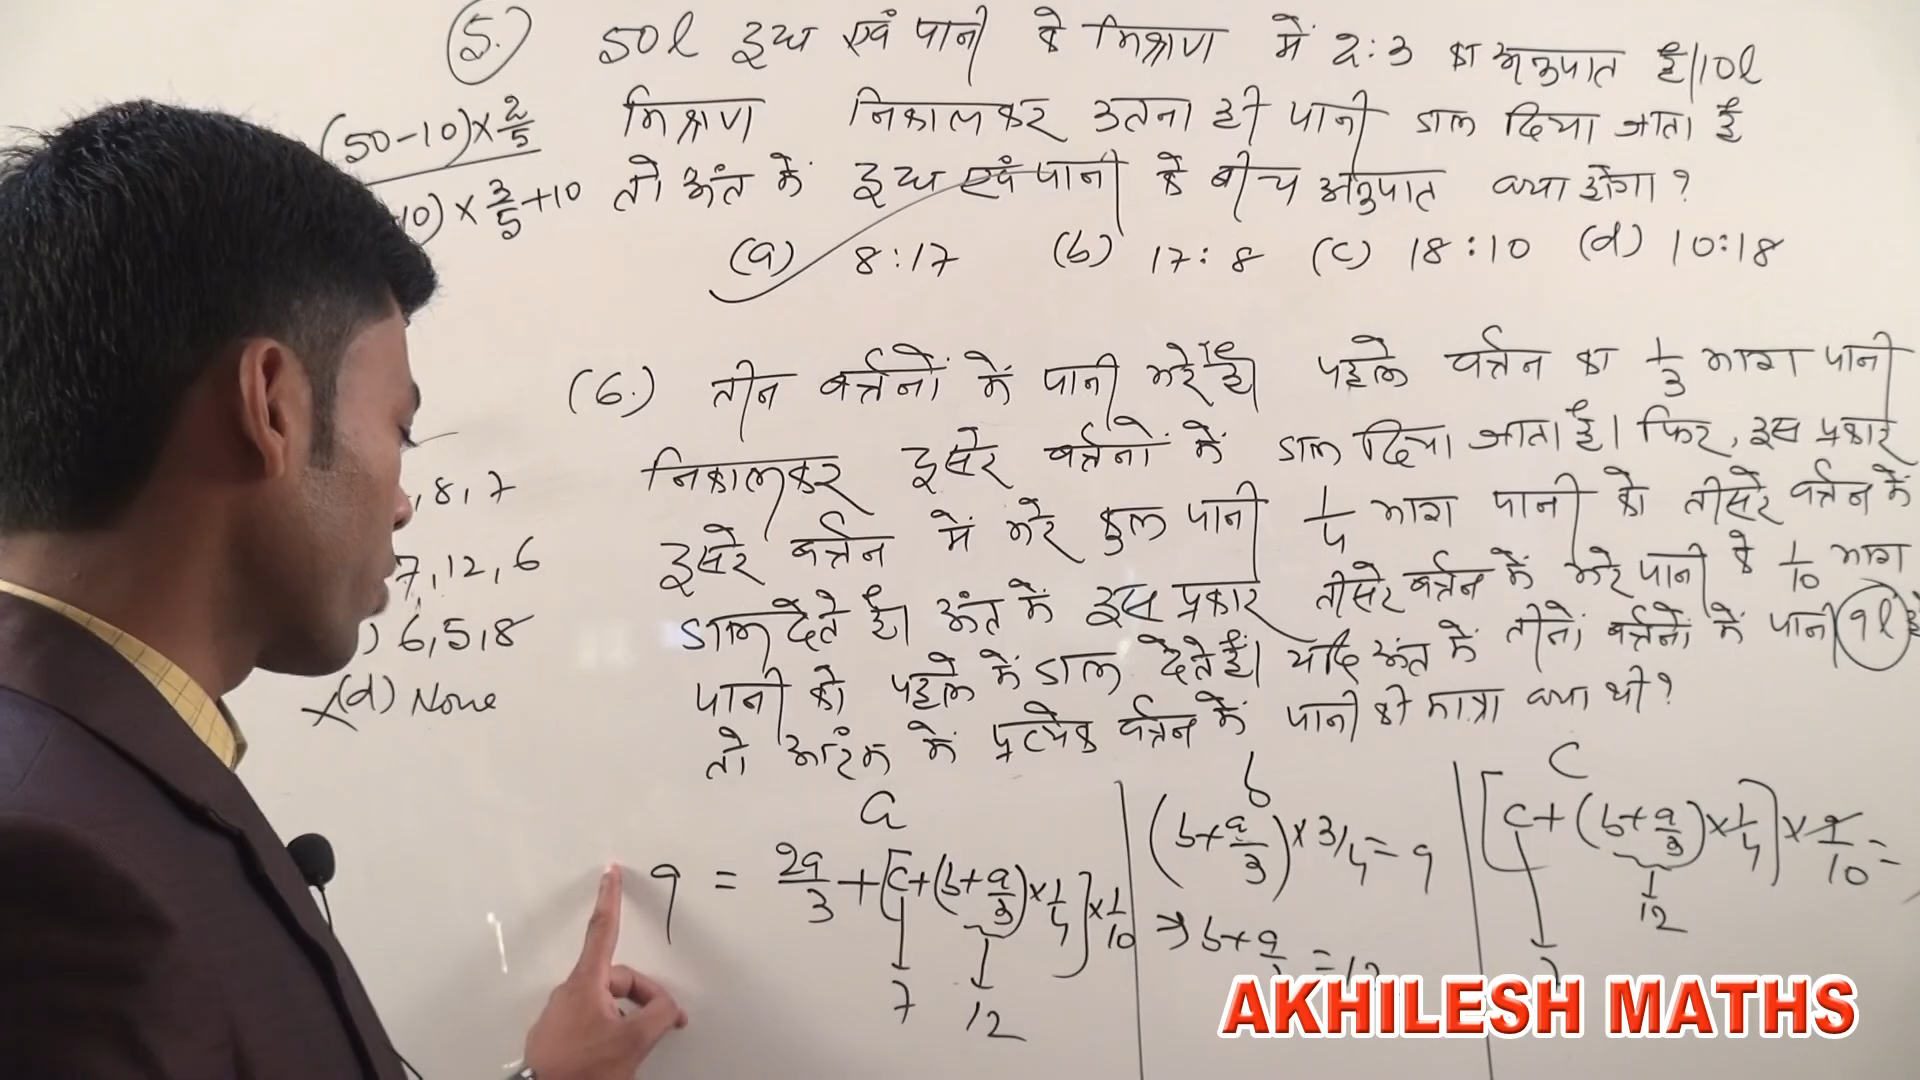 5. 50l दूध एवं पानी के मिश्रण में 2:3 का अनुपात है। 10l
मिश्रण निकालकर उतना ही पानी डाल दिया जाता है
तो अंत में दूध एवं पानी के बीच अनुपात क्या होगा?
(a) 8:17 (b) 17:8 (c) 18:10 (d) 10:18
(50-10)×2/5
10)×3/5+10
(6.) तीन बर्त्तनों में पानी भरे हैं। पहले बर्त्तन का 1/3 भाग पानी
निकालकर दूसरे बर्त्तनों में डाल दिया जाता है। फिर, इस प्रकार
दूसरे बर्त्तन में भरे कुल पानी 1/4 भाग पानी को तीसरे बर्त्तन में
डाल देते हैं। अंत में इस प्रकार तीसरे बर्त्तन में भरे पानी के 1/10 भाग
पानी को पहले में डाल देते हैं। यदि अंत में तीनों बर्त्तनों में पानी 9l है
तो आरंभ में प्रत्येक बर्त्तन में पानी की मात्रा क्या थी?
, 8, 7
7, 12, 6
) 6, 5, 8
(d) None
a
9 = 2a/3 + [c+(b+a/3)×1/4]×1/10
7 12
b
(b+a/3)×3/4=9
⇒ b+a/ =12
c
[c+(b+a/3)×1/4]×9/10=
12
7
AKHILESH MATHS